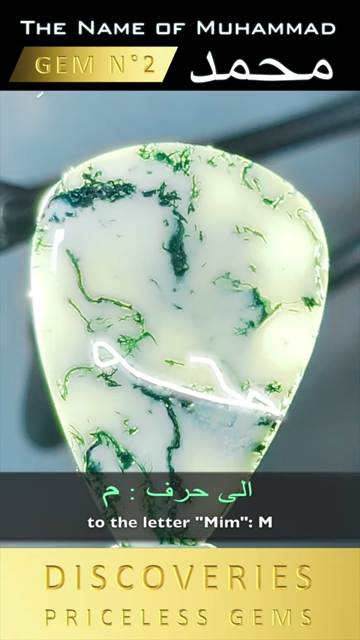 THE NAME OF MUHAMMAD
GEM N°2
محمد
الى حرف : م
to the letter "Mim": M
DISCOVERIES
PRICELESS GEMS